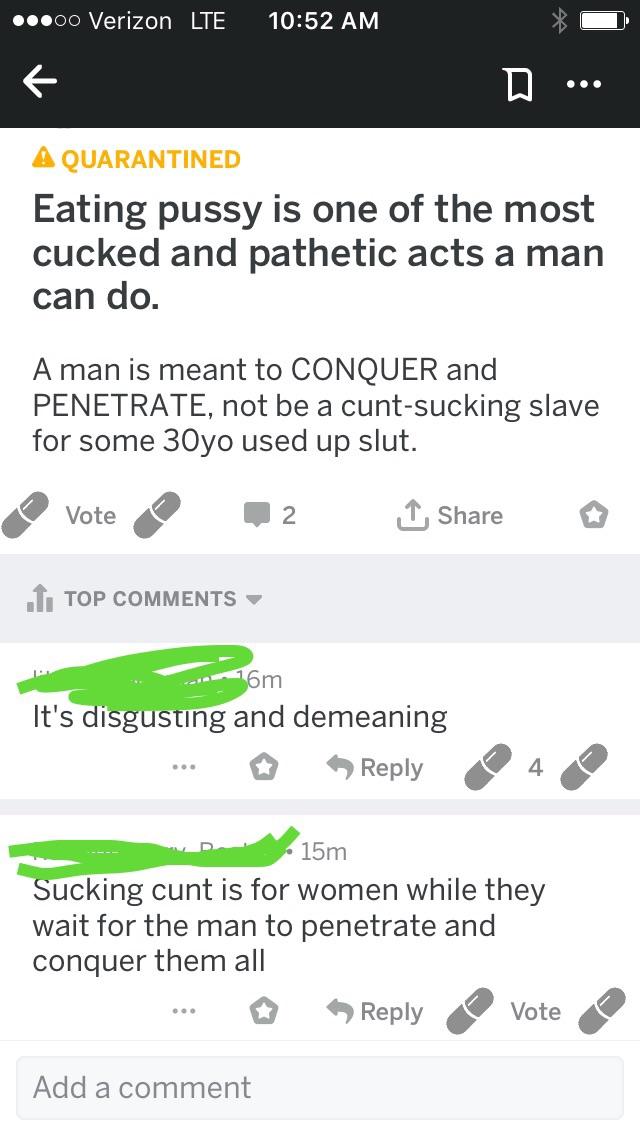 Verizon LTE 10:52 AM
QUARANTINED
Eating pussy is one of the most
cucked and pathetic acts a man
can do.
A man is meant to CONQUER and
PENETRATE, not be a cunt-sucking slave
for some 30yo used up slut.
Vote 2 Share
TOP COMMENTS
• 16m
It's disgusting and demeaning
Reply 4
• 15m
Sucking cunt is for women while they
wait for the man to penetrate and
conquer them all
Reply Vote
Add a comment